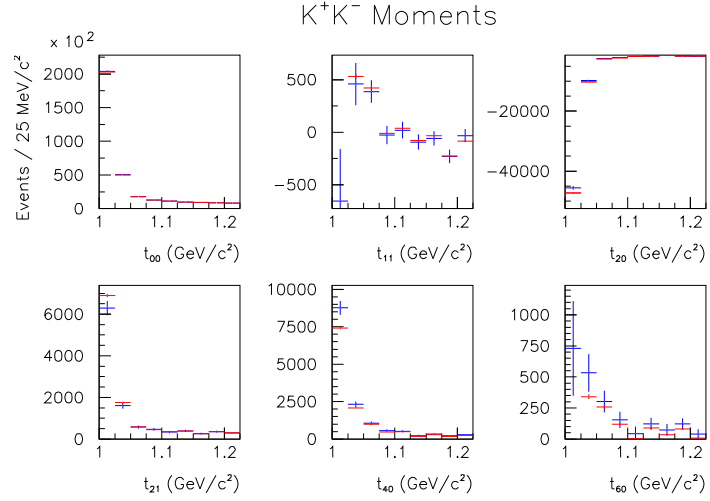 K⁺K⁻ Moments
Events / 25 MeV/c²
× 10²
2000
1500
1000
500
0
1 1.1 1.2
t₀₀ (GeV/c²)
500
0
−500
1 1.1 1.2
t₁₁ (GeV/c²)
−20000
−40000
1 1.1 1.2
t₂₀ (GeV/c²)
6000
4000
2000
0
1 1.1 1.2
t₂₁ (GeV/c²)
10000
7500
5000
2500
0
1 1.1 1.2
t₄₀ (GeV/c²)
1000
750
500
250
0
1 1.1 1.2
t₆₀ (GeV/c²)